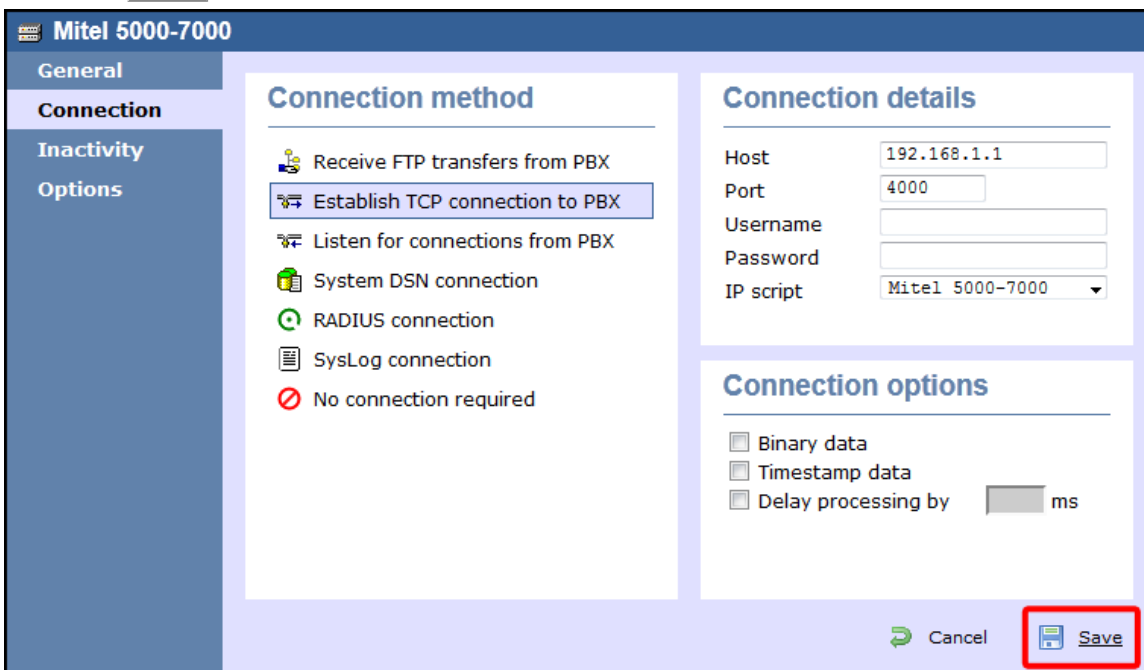 Mitel 5000-7000
General
Connection
Inactivity
Options
Connection method
Receive FTP transfers from PBX
Establish TCP connection to PBX
Listen for connections from PBX
System DSN connection
RADIUS connection
SysLog connection
No connection required
Connection details
Host 192.168.1.1
Port 4000
Username
Password
IP script Mitel 5000-7000
Connection options
Binary data
Timestamp data
Delay processing by ms
Cancel Save